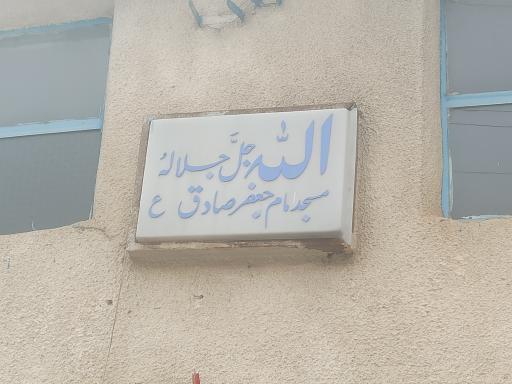 الله جلّ جلالهُ
مسجد امام جعفر صادق ع